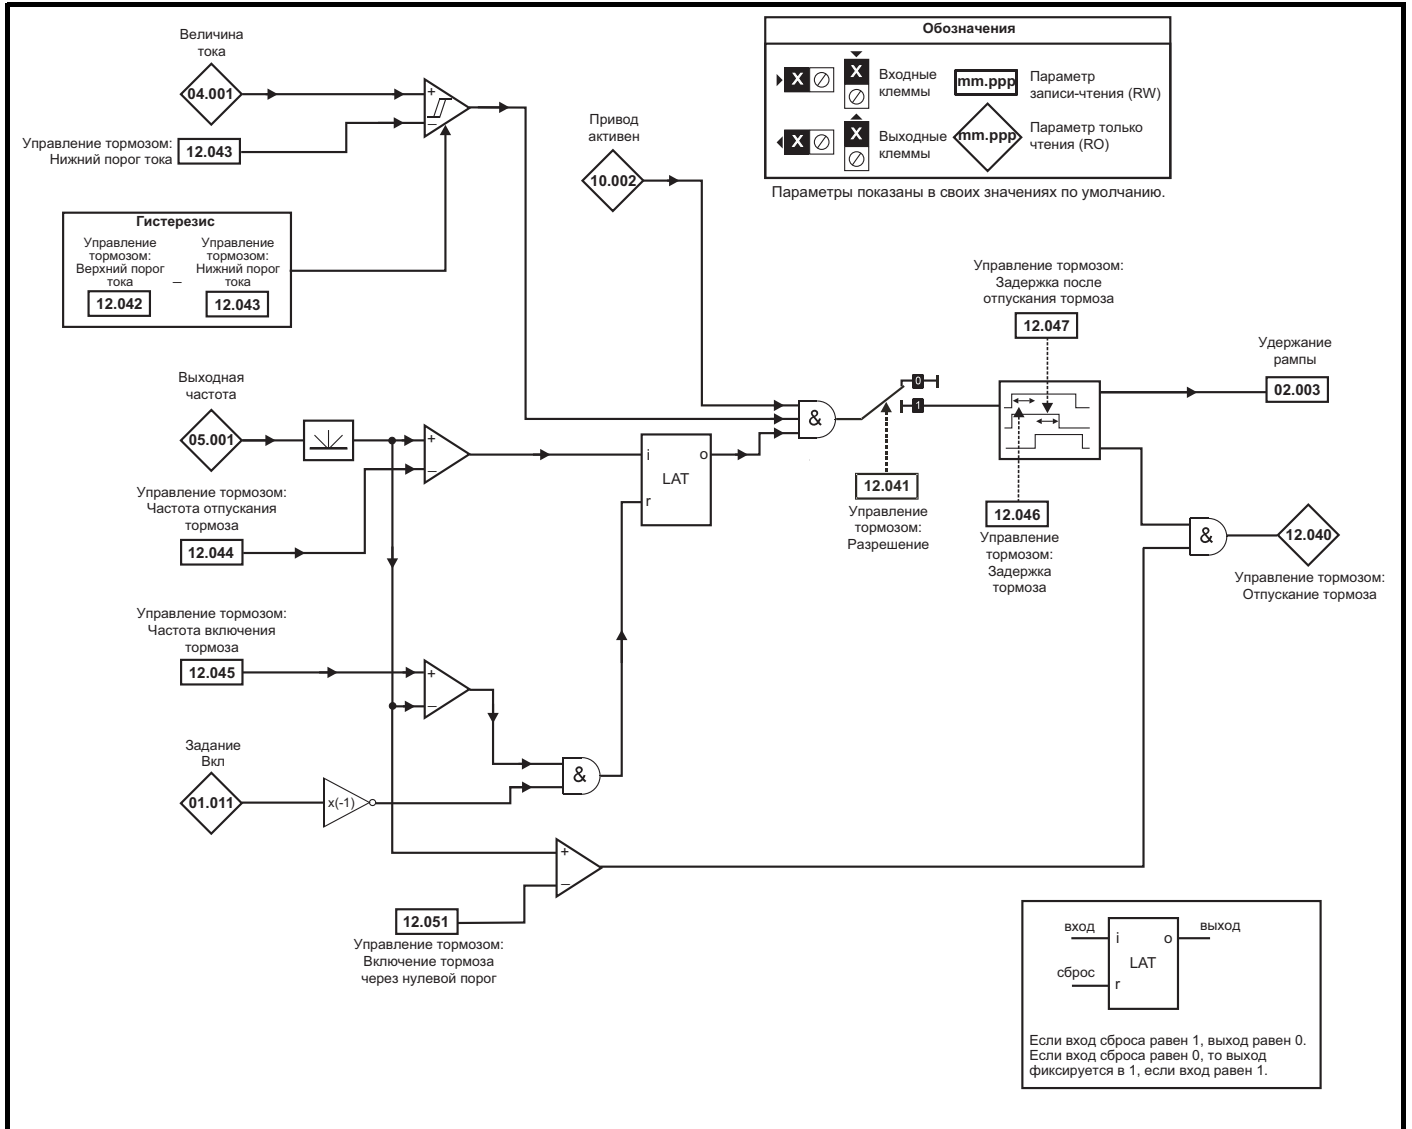 Величина
тока
04.001
+
−
Управление тормозом:
Нижний порог тока
12.043
Гистерезис
Управление
тормозом:
Верхний порог
тока
12.042
−
Управление
тормозом:
Нижний порог
тока
12.043
Привод
активен
10.002
Обозначения
X
X
Входные
клеммы
mm.ppp
Параметр
записи-чтения (RW)
X
X
Выходные
клеммы
mm.ppp
Параметр только
чтения (RO)
Параметры показаны в своих значениях по умолчанию.
Выходная
частота
05.001
+
−
Управление тормозом:
Частота отпускания
тормоза
12.044
i
o
LAT
r
&
0
1
12.041
Управление
тормозом:
Разрешение
Управление тормозом:
Задержка после
отпускания тормоза
12.047
12.046
Управление
тормозом:
Задержка
тормоза
Удержание
рампы
02.003
&
12.040
Управление тормозом:
Отпускание тормоза
Управление тормозом:
Частота включения
тормоза
12.045
+
−
Задание
Вкл
01.011
x(-1)
&
+
−
12.051
Управление тормозом:
Включение тормоза
через нулевой порог
вход
i
o
выход
LAT
сброс
r
Если вход сброса равен 1, выход равен 0.
Если вход сброса равен 0, то выход
фиксируется в 1, если вход равен 1.